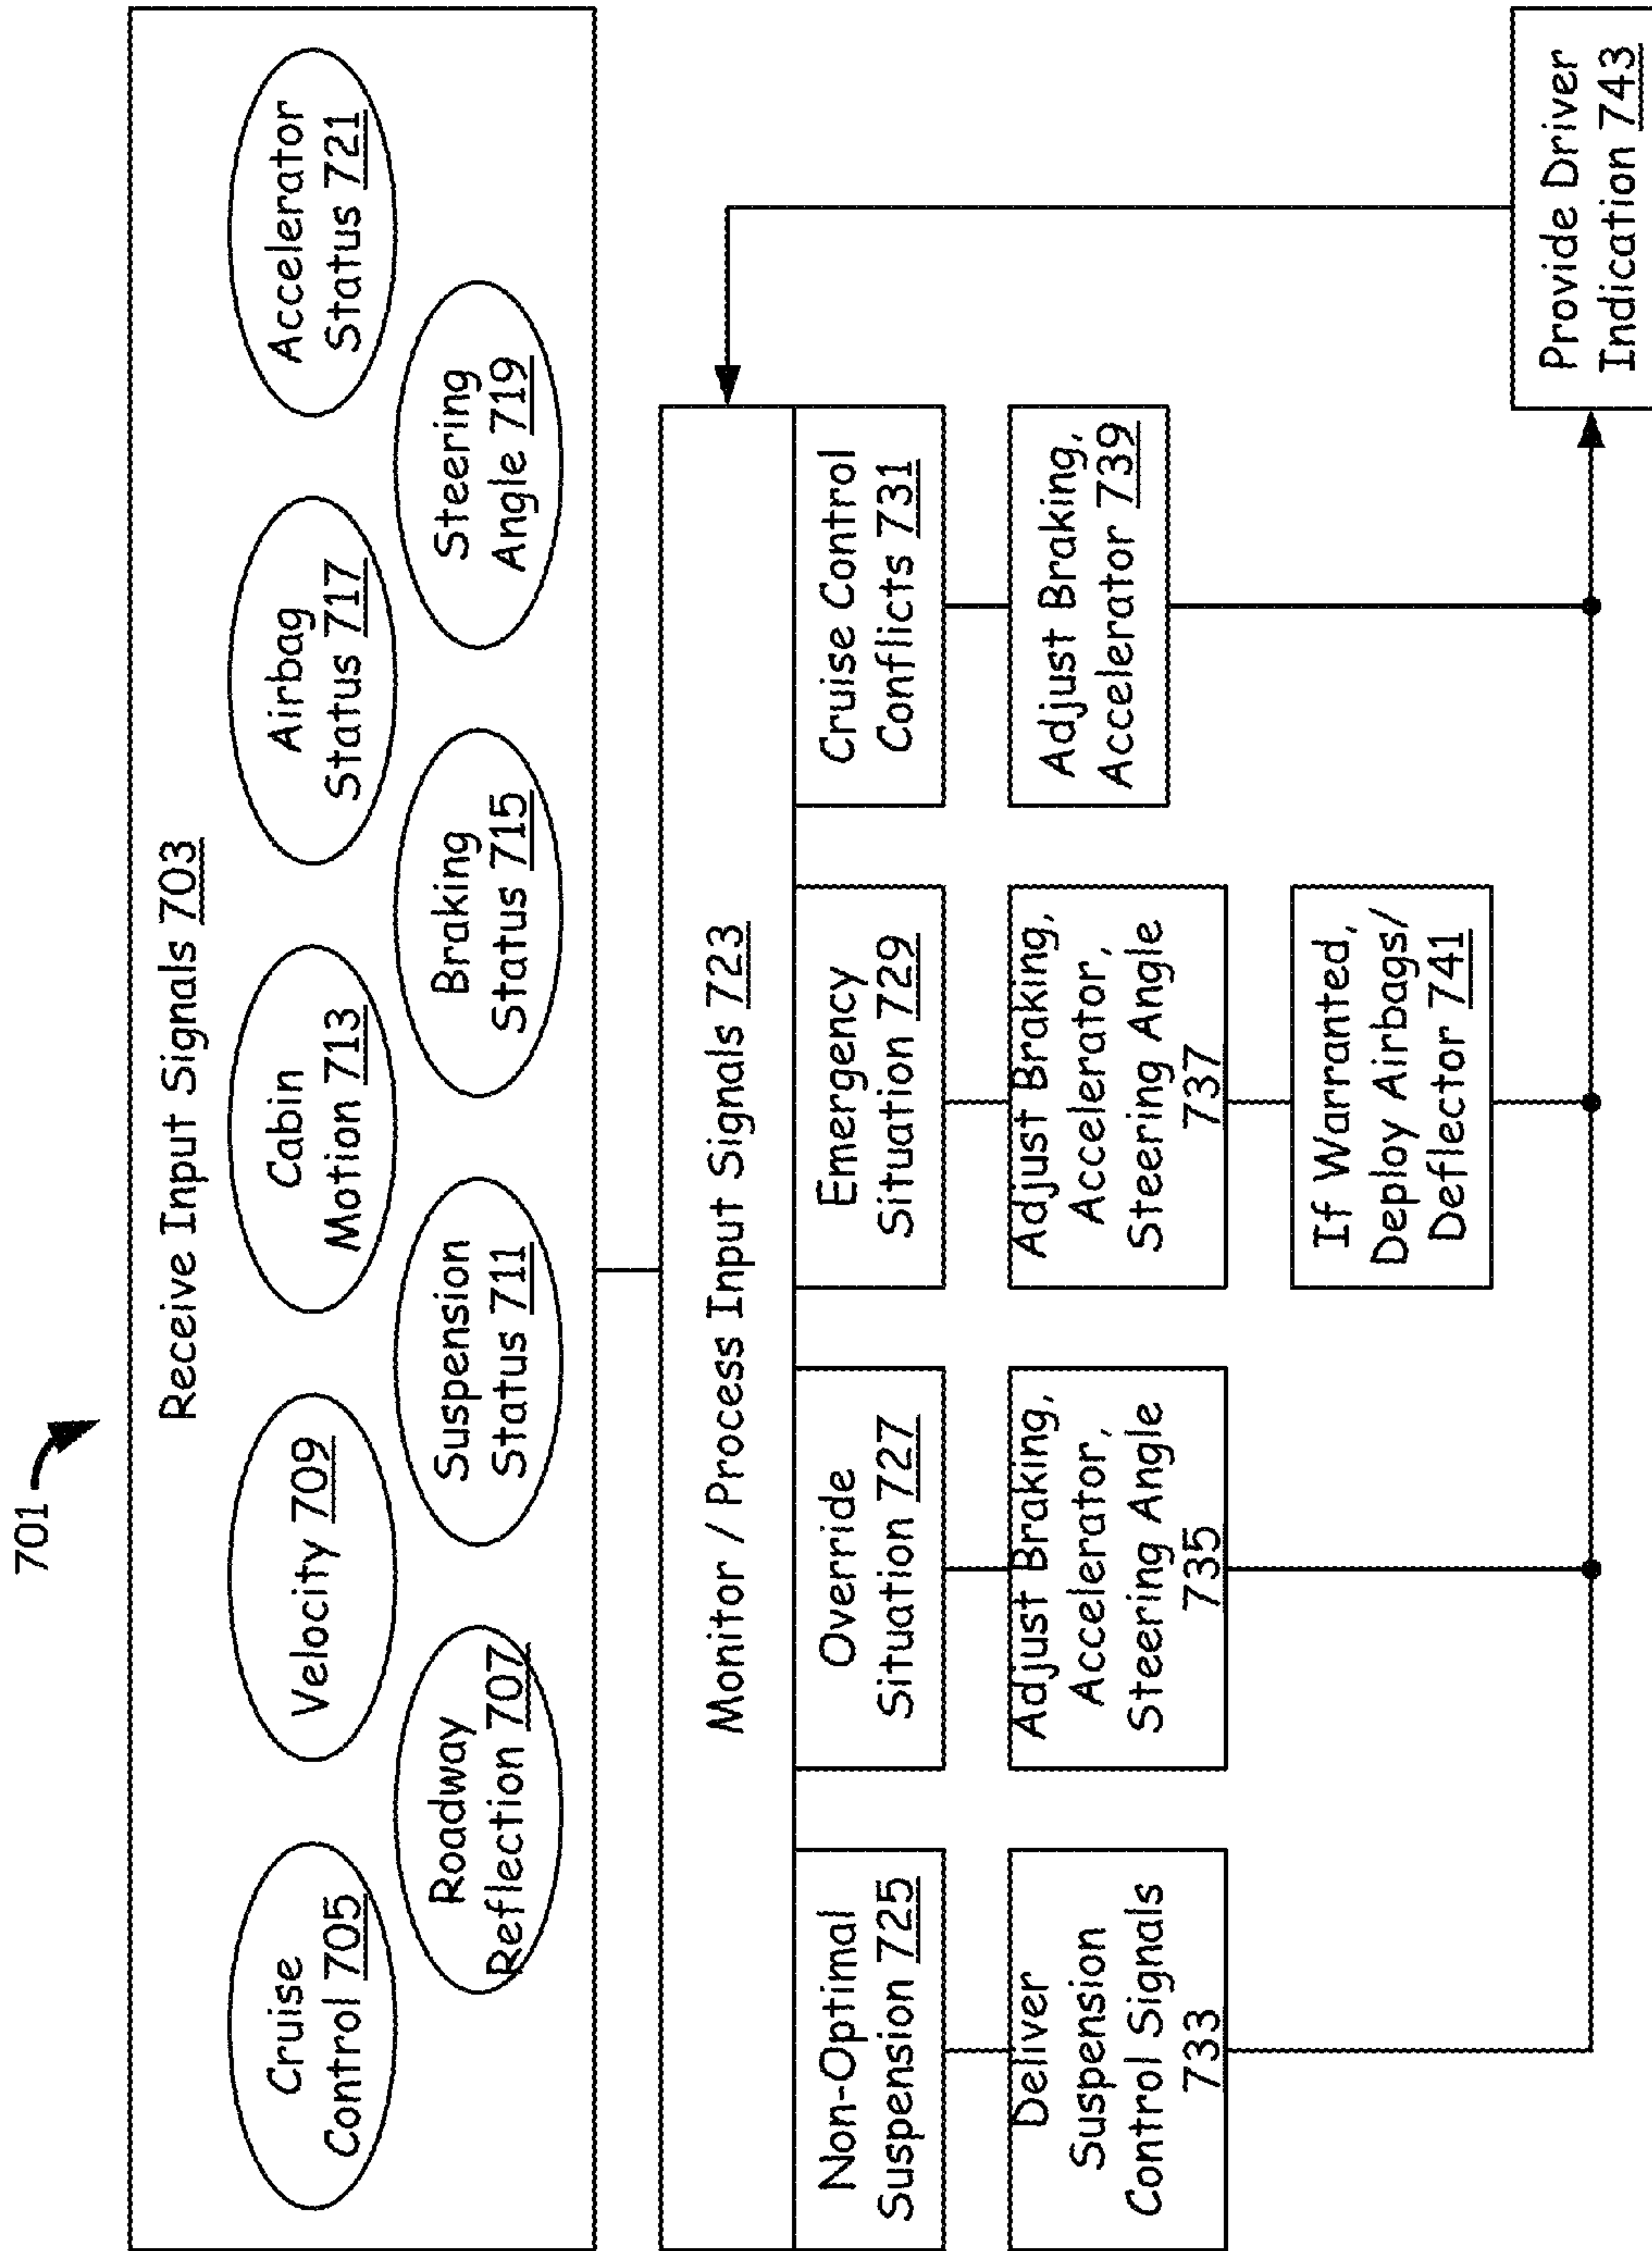 701
Receive Input Signals 703
Cruise
Control 705
Roadway
Reflection 707
Velocity 709
Suspension
Status 711
Cabin
Motion 713
Braking
Status 715
Airbag
Status 717
Steering
Angle 719
Accelerator
Status 721
Monitor / Process Input Signals 723
Non-Optimal
Suspension 725
Override
Situation 727
Emergency
Situation 729
Cruise Control
Conflicts 731
Deliver
Suspension
Control Signals
733
Adjust Braking,
Accelerator,
Steering Angle
735
Adjust Braking,
Accelerator,
Steering Angle
737
Adjust Braking,
Accelerator 739
If Warranted,
Deploy Airbags/
Deflector 741
Provide Driver
Indication 743